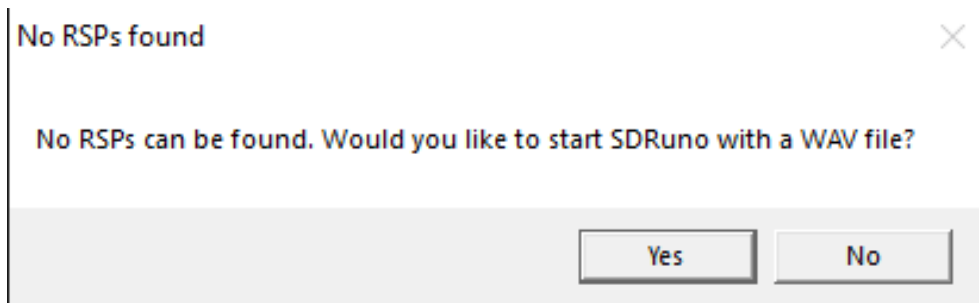 No RSPs found
No RSPs can be found. Would you like to start SDRuno with a WAV file?
Yes No